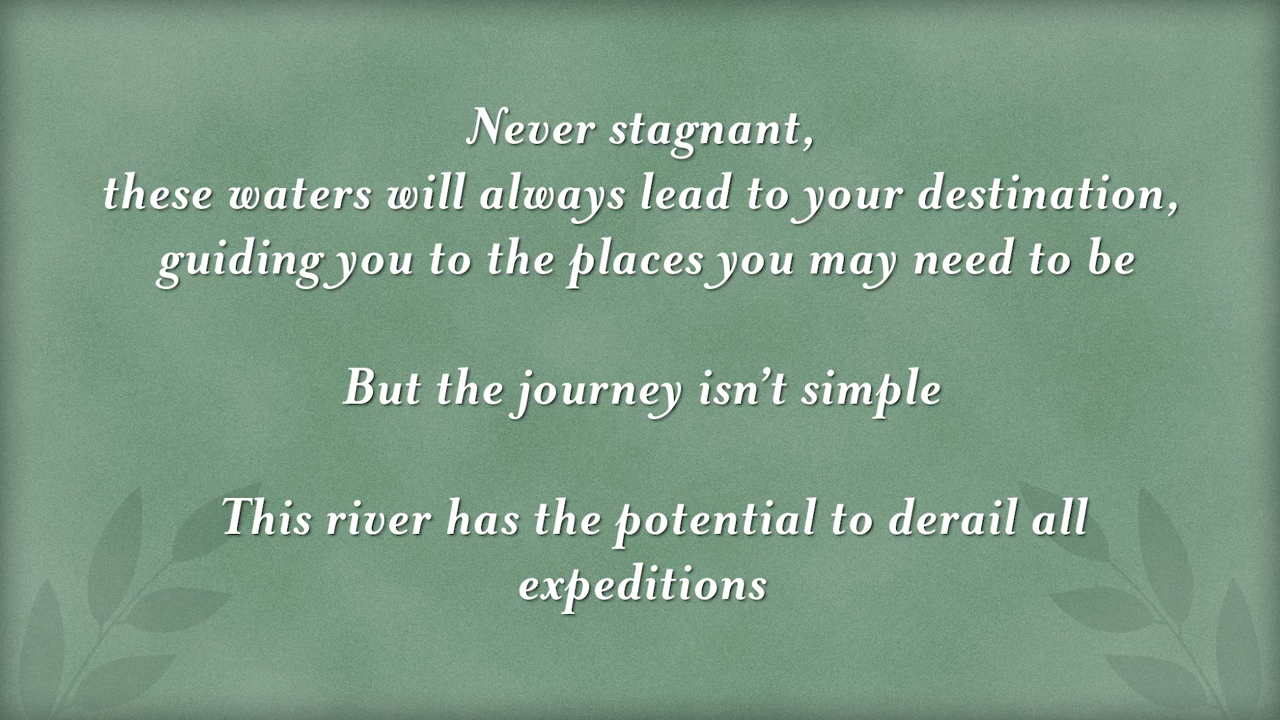 Never stagnant,
these waters will always lead to your destination,
guiding you to the places you may need to be
But the journey isn’t simple
This river has the potential to derail all
expeditions